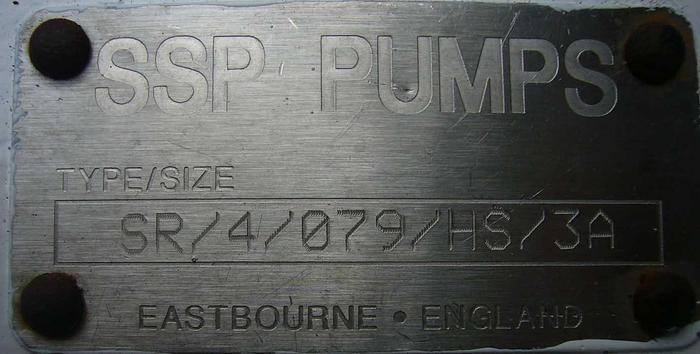 SSP PUMPS
TYPE/SIZE
SR/4/079/HS/3A
EASTBOURNE • ENGLAND